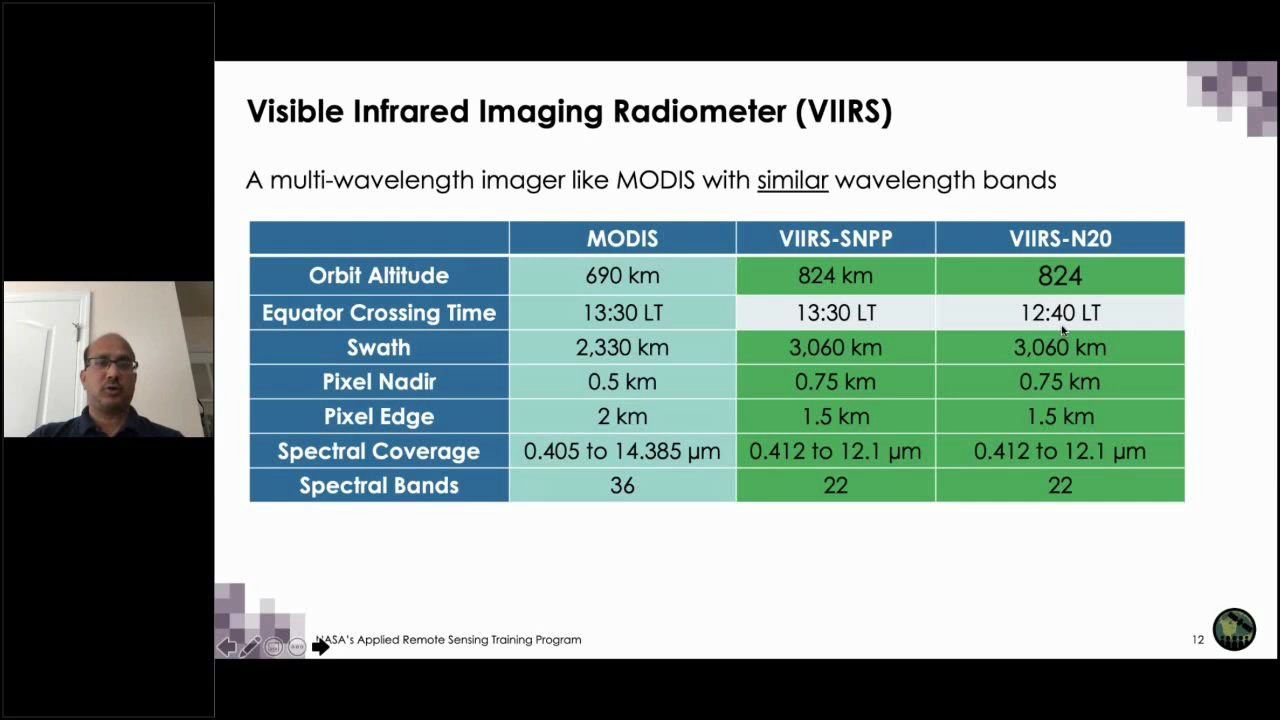 Visible Infrared Imaging Radiometer (VIIRS)
A multi-wavelength imager like MODIS with similar wavelength bands
MODIS VIIRS-SNPP VIIRS-N20
Orbit Altitude 690 km 824 km 824
Equator Crossing Time 13:30 LT 13:30 LT 12:40 LT
Swath 2,330 km 3,060 km 3,060 km
Pixel Nadir 0.5 km 0.75 km 0.75 km
Pixel Edge 2 km 1.5 km 1.5 km
Spectral Coverage 0.405 to 14.385 µm 0.412 to 12.1 µm 0.412 to 12.1 µm
Spectral Bands 36 22 22
NASA's Applied Remote Sensing Training Program 12